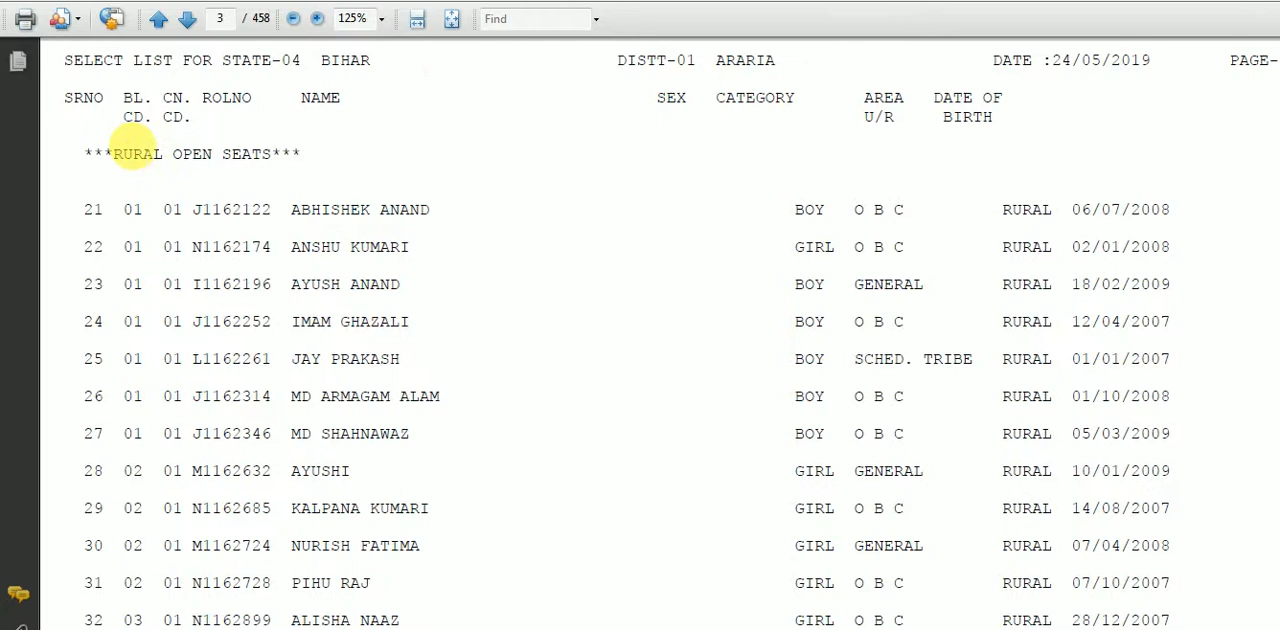 3 / 458 125% Find
SELECT LIST FOR STATE-04 BIHAR DISTT-01 ARARIA DATE :24/05/2019 PAGE-
SRNO BL. CN. ROLNO NAME SEX CATEGORY AREA DATE OF
CD. CD. U/R BIRTH
***RURAL OPEN SEATS***
21 01 01 J1162122 ABHISHEK ANAND BOY O B C RURAL 06/07/2008
22 01 01 N1162174 ANSHU KUMARI GIRL O B C RURAL 02/01/2008
23 01 01 I1162196 AYUSH ANAND BOY GENERAL RURAL 18/02/2009
24 01 01 J1162252 IMAM GHAZALI BOY O B C RURAL 12/04/2007
25 01 01 L1162261 JAY PRAKASH BOY SCHED. TRIBE RURAL 01/01/2007
26 01 01 J1162314 MD ARMAGAM ALAM BOY O B C RURAL 01/10/2008
27 01 01 J1162346 MD SHAHNAWAZ BOY O B C RURAL 05/03/2009
28 02 01 M1162632 AYUSHI GIRL GENERAL RURAL 10/01/2009
29 02 01 N1162685 KALPANA KUMARI GIRL O B C RURAL 14/08/2007
30 02 01 M1162724 NURISH FATIMA GIRL GENERAL RURAL 07/04/2008
31 02 01 N1162728 PIHU RAJ GIRL O B C RURAL 07/10/2007
32 03 01 N1162899 ALISHA NAAZ GIRL O B C RURAL 28/12/2007